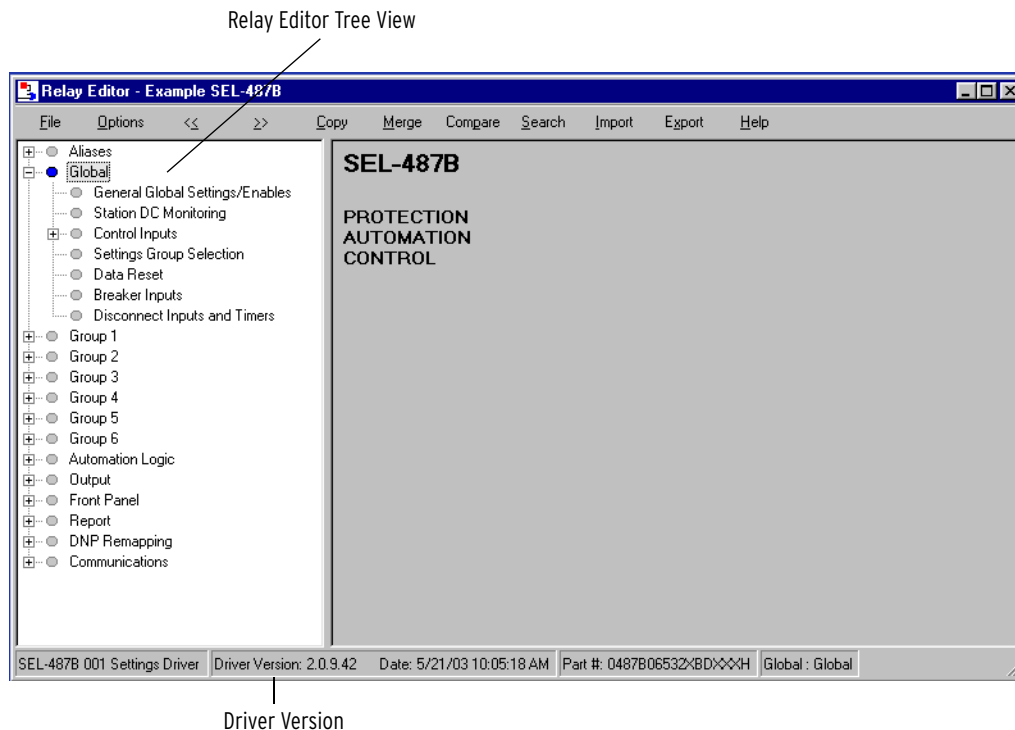 Relay Editor Tree View
Relay Editor - Example SEL-487B
File Options << >> Copy Merge Compare Search Import Export Help
Aliases
Global
General Global Settings/Enables
Station DC Monitoring
Control Inputs
Settings Group Selection
Data Reset
Breaker Inputs
Disconnect Inputs and Timers
Group 1
Group 2
Group 3
Group 4
Group 5
Group 6
Automation Logic
Output
Front Panel
Report
DNP Remapping
Communications
SEL-487B
PROTECTION
AUTOMATION
CONTROL
SEL-487B 001 Settings Driver Driver Version: 2.0.9.42 Date: 5/21/03 10:05:18 AM Part #: 0487B06532XBDXXXH Global : Global
Driver Version